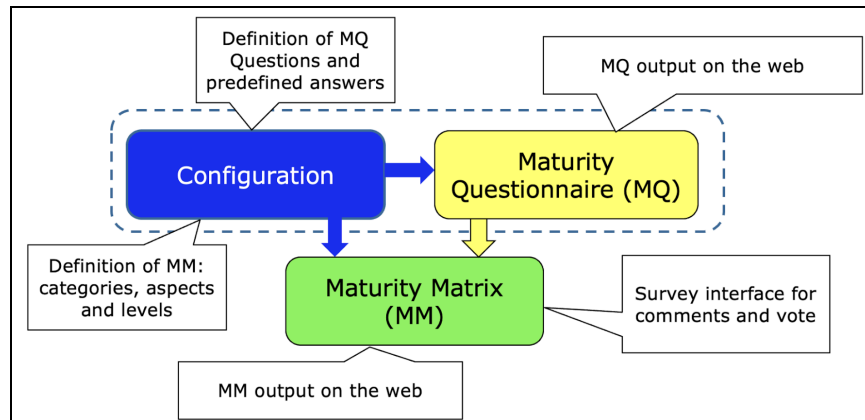 Definition of MQ
Questions and
predefined answers
MQ output on the web
Configuration
Maturity
Questionnaire (MQ)
Definition of MM:
categories, aspects
and levels
Maturity Matrix
(MM)
Survey interface for
comments and vote
MM output on the web